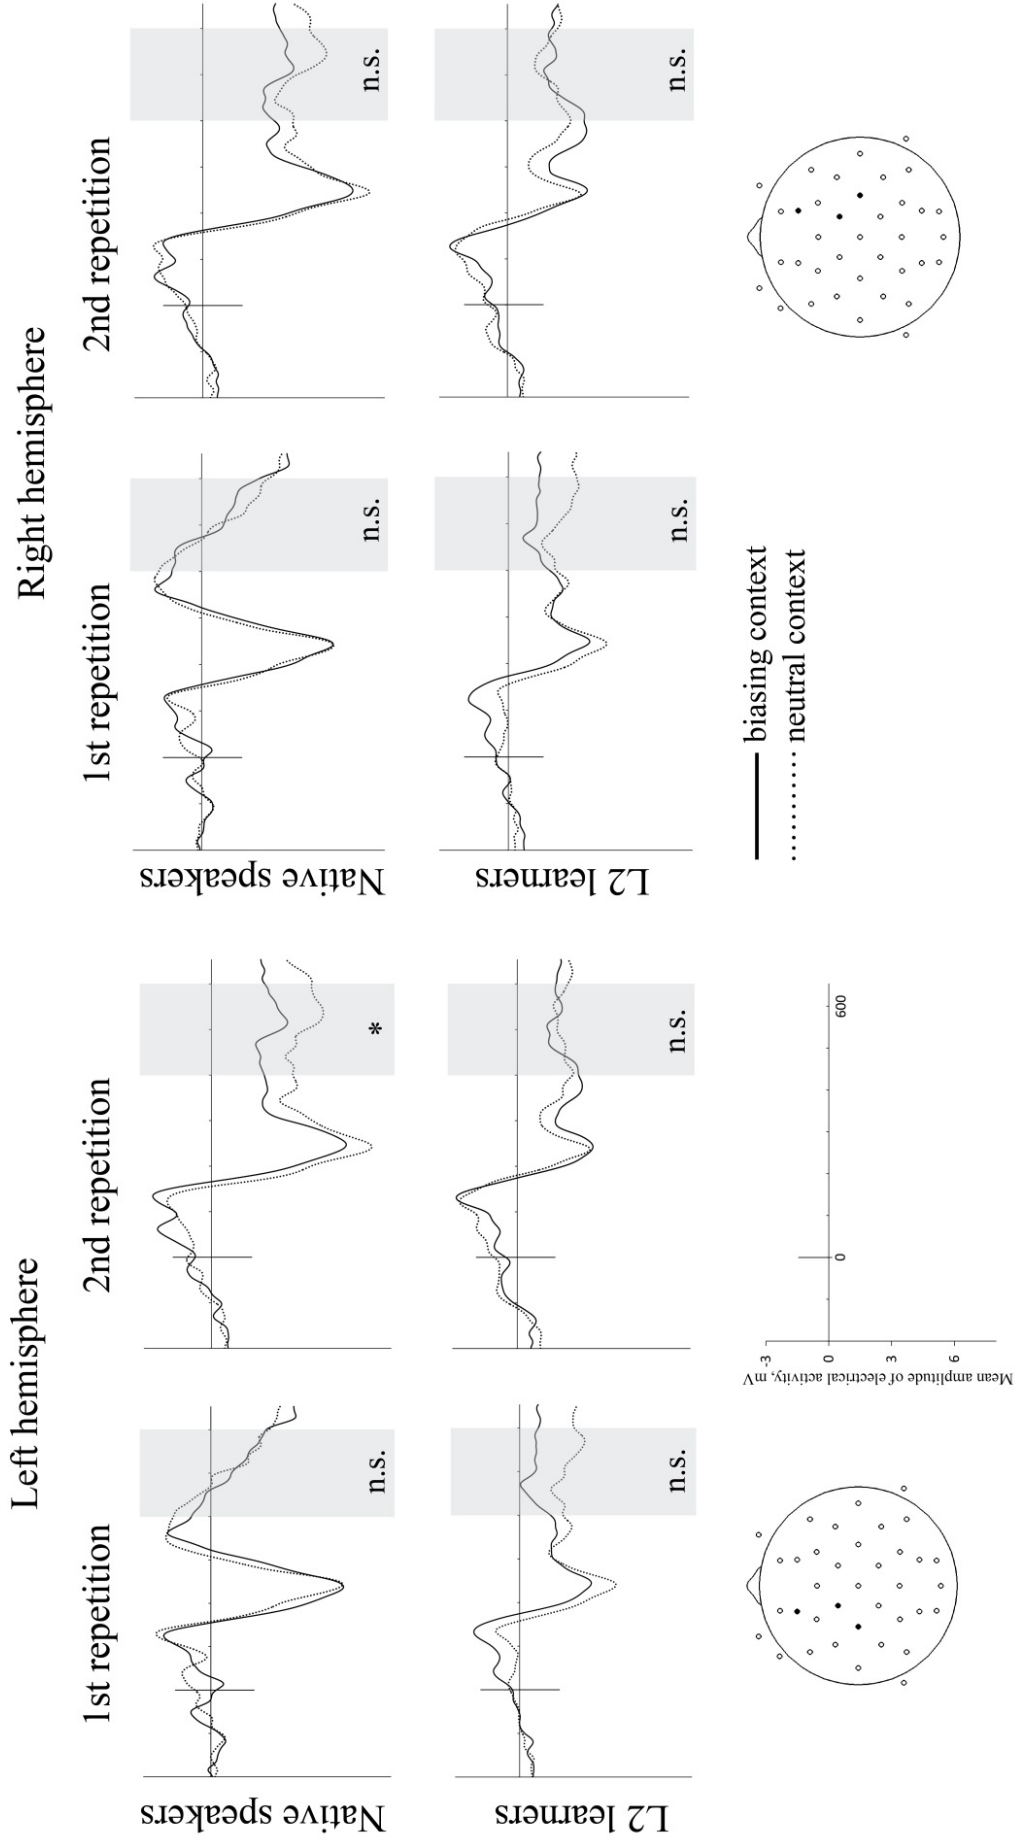 Left hemisphere
Right hemisphere
1st repetition
2nd repetition
1st repetition
2nd repetition
Native speakers
n.s.
*
Native speakers
n.s.
n.s.
L2 learners
n.s.
n.s.
L2 learners
n.s.
n.s.
Mean amplitude of electrical activity, mV
-3
0
3
6
0
600
biasing context
neutral context